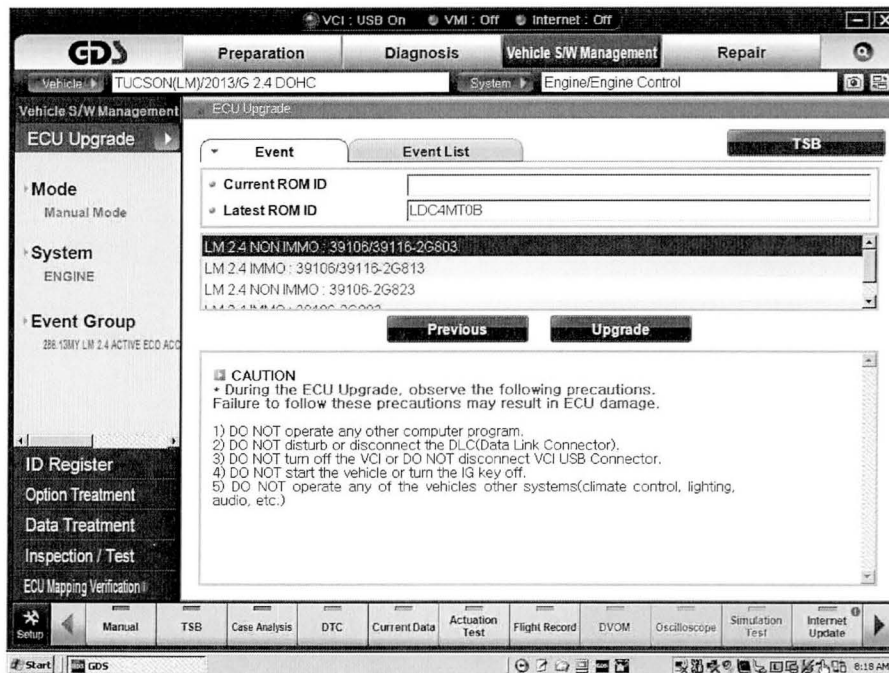 VCI : USB On VMI : Off Internet : Off
GDS Preparation Diagnosis Vehicle S/W Management Repair
Vehicle TUCSON(LM)/2013/G 2.4 DOHC System Engine/Engine Control
Vehicle S/W Management
ECU Upgrade
ECU Upgrade
Mode
Manual Mode
System
ENGINE
Event Group
286.13MY LM 2.4 ACTIVE ECO ACC
ID Register
Option Treatment
Data Treatment
Inspection / Test
ECU Mapping Verification
Event Event List TSB
Current ROM ID
Latest ROM ID LDC4MT0B
LM 2.4 NON IMMO : 39106/39116-2G803
LM 2.4 IMMO : 39106/39116-2G813
LM 2.4 NON IMMO : 39106-2G823
Previous Upgrade
CAUTION
• During the ECU Upgrade, observe the following precautions.
Failure to follow these precautions may result in ECU damage.
1) DO NOT operate any other computer program.
2) DO NOT disturb or disconnect the DLC(Data Link Connector).
3) DO NOT turn off the VCI or DO NOT disconnect VCI USB Connector.
4) DO NOT start the vehicle or turn the IG key off.
5) DO NOT operate any of the vehicles other systems(climate control, lighting,
audio, etc.)
Setup Manual TSB Case Analysis DTC Current Data Actuation Test Flight Record DVOM Oscilloscope Simulation Test Internet Update
Start GDS 8:18 AM